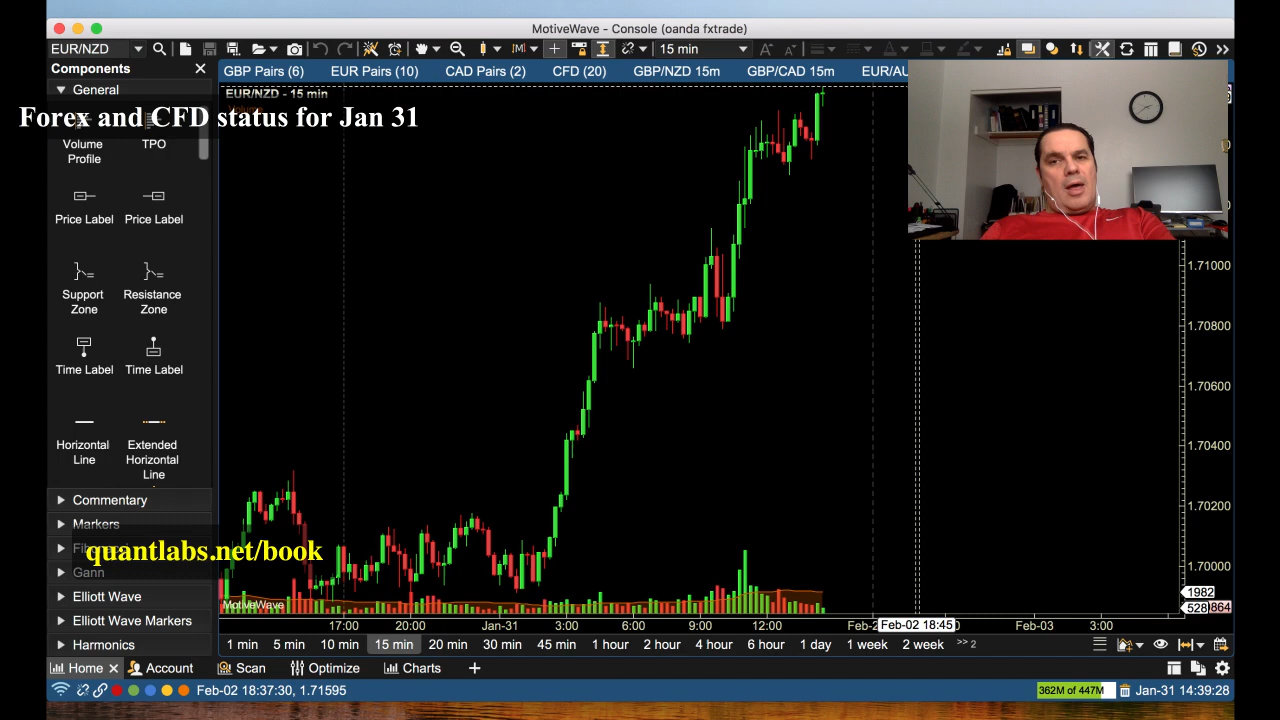 MotiveWave - Console (oanda fxtrade)
EUR/NZD
15 min
Components
GBP Pairs (6)
EUR Pairs (10)
CAD Pairs (2)
CFD (20)
GBP/NZD 15m
GBP/CAD 15m
EUR/AU
General
EUR/NZD - 15 min
Volume
Forex and CFD status for Jan 31
Volume Profile
TPO
Price Label
Price Label
Support Zone
Resistance Zone
Time Label
Time Label
Horizontal Line
Extended Horizontal Line
Commentary
Markers
quantlabs.net/book
Gann
Elliott Wave
Elliott Wave Markers
Harmonics
1.71000
1.70800
1.70600
1.70400
1.70200
1.70000
1982
528
864
MotiveWave
17:00
20:00
Jan-31
3:00
6:00
9:00
12:00
Feb-02 18:45
Feb-03
3:00
1 min
5 min
10 min
15 min
20 min
30 min
45 min
1 hour
2 hour
4 hour
6 hour
1 day
1 week
2 week
>> 2
Home
Account
Scan
Optimize
Charts
Feb-02 18:37:30, 1.71595
362M of 447M
Jan-31 14:39:28